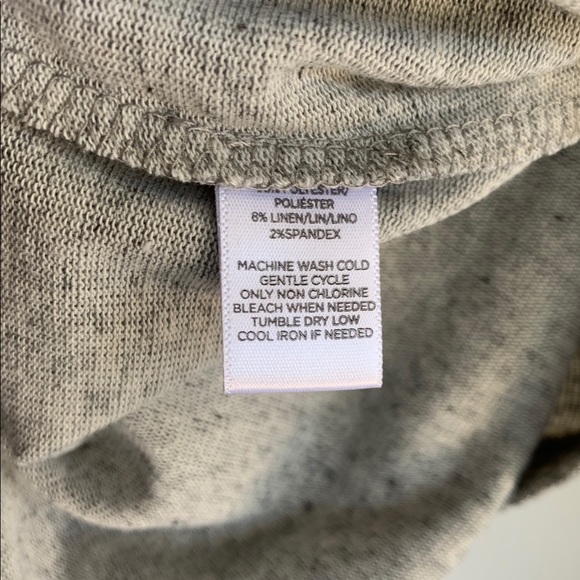 POLYESTER/
POLIÉSTER
8% LINEN/LIN/LINO
2%SPANDEX
MACHINE WASH COLD
GENTLE CYCLE
ONLY NON CHLORINE
BLEACH WHEN NEEDED
TUMBLE DRY LOW
COOL IRON IF NEEDED